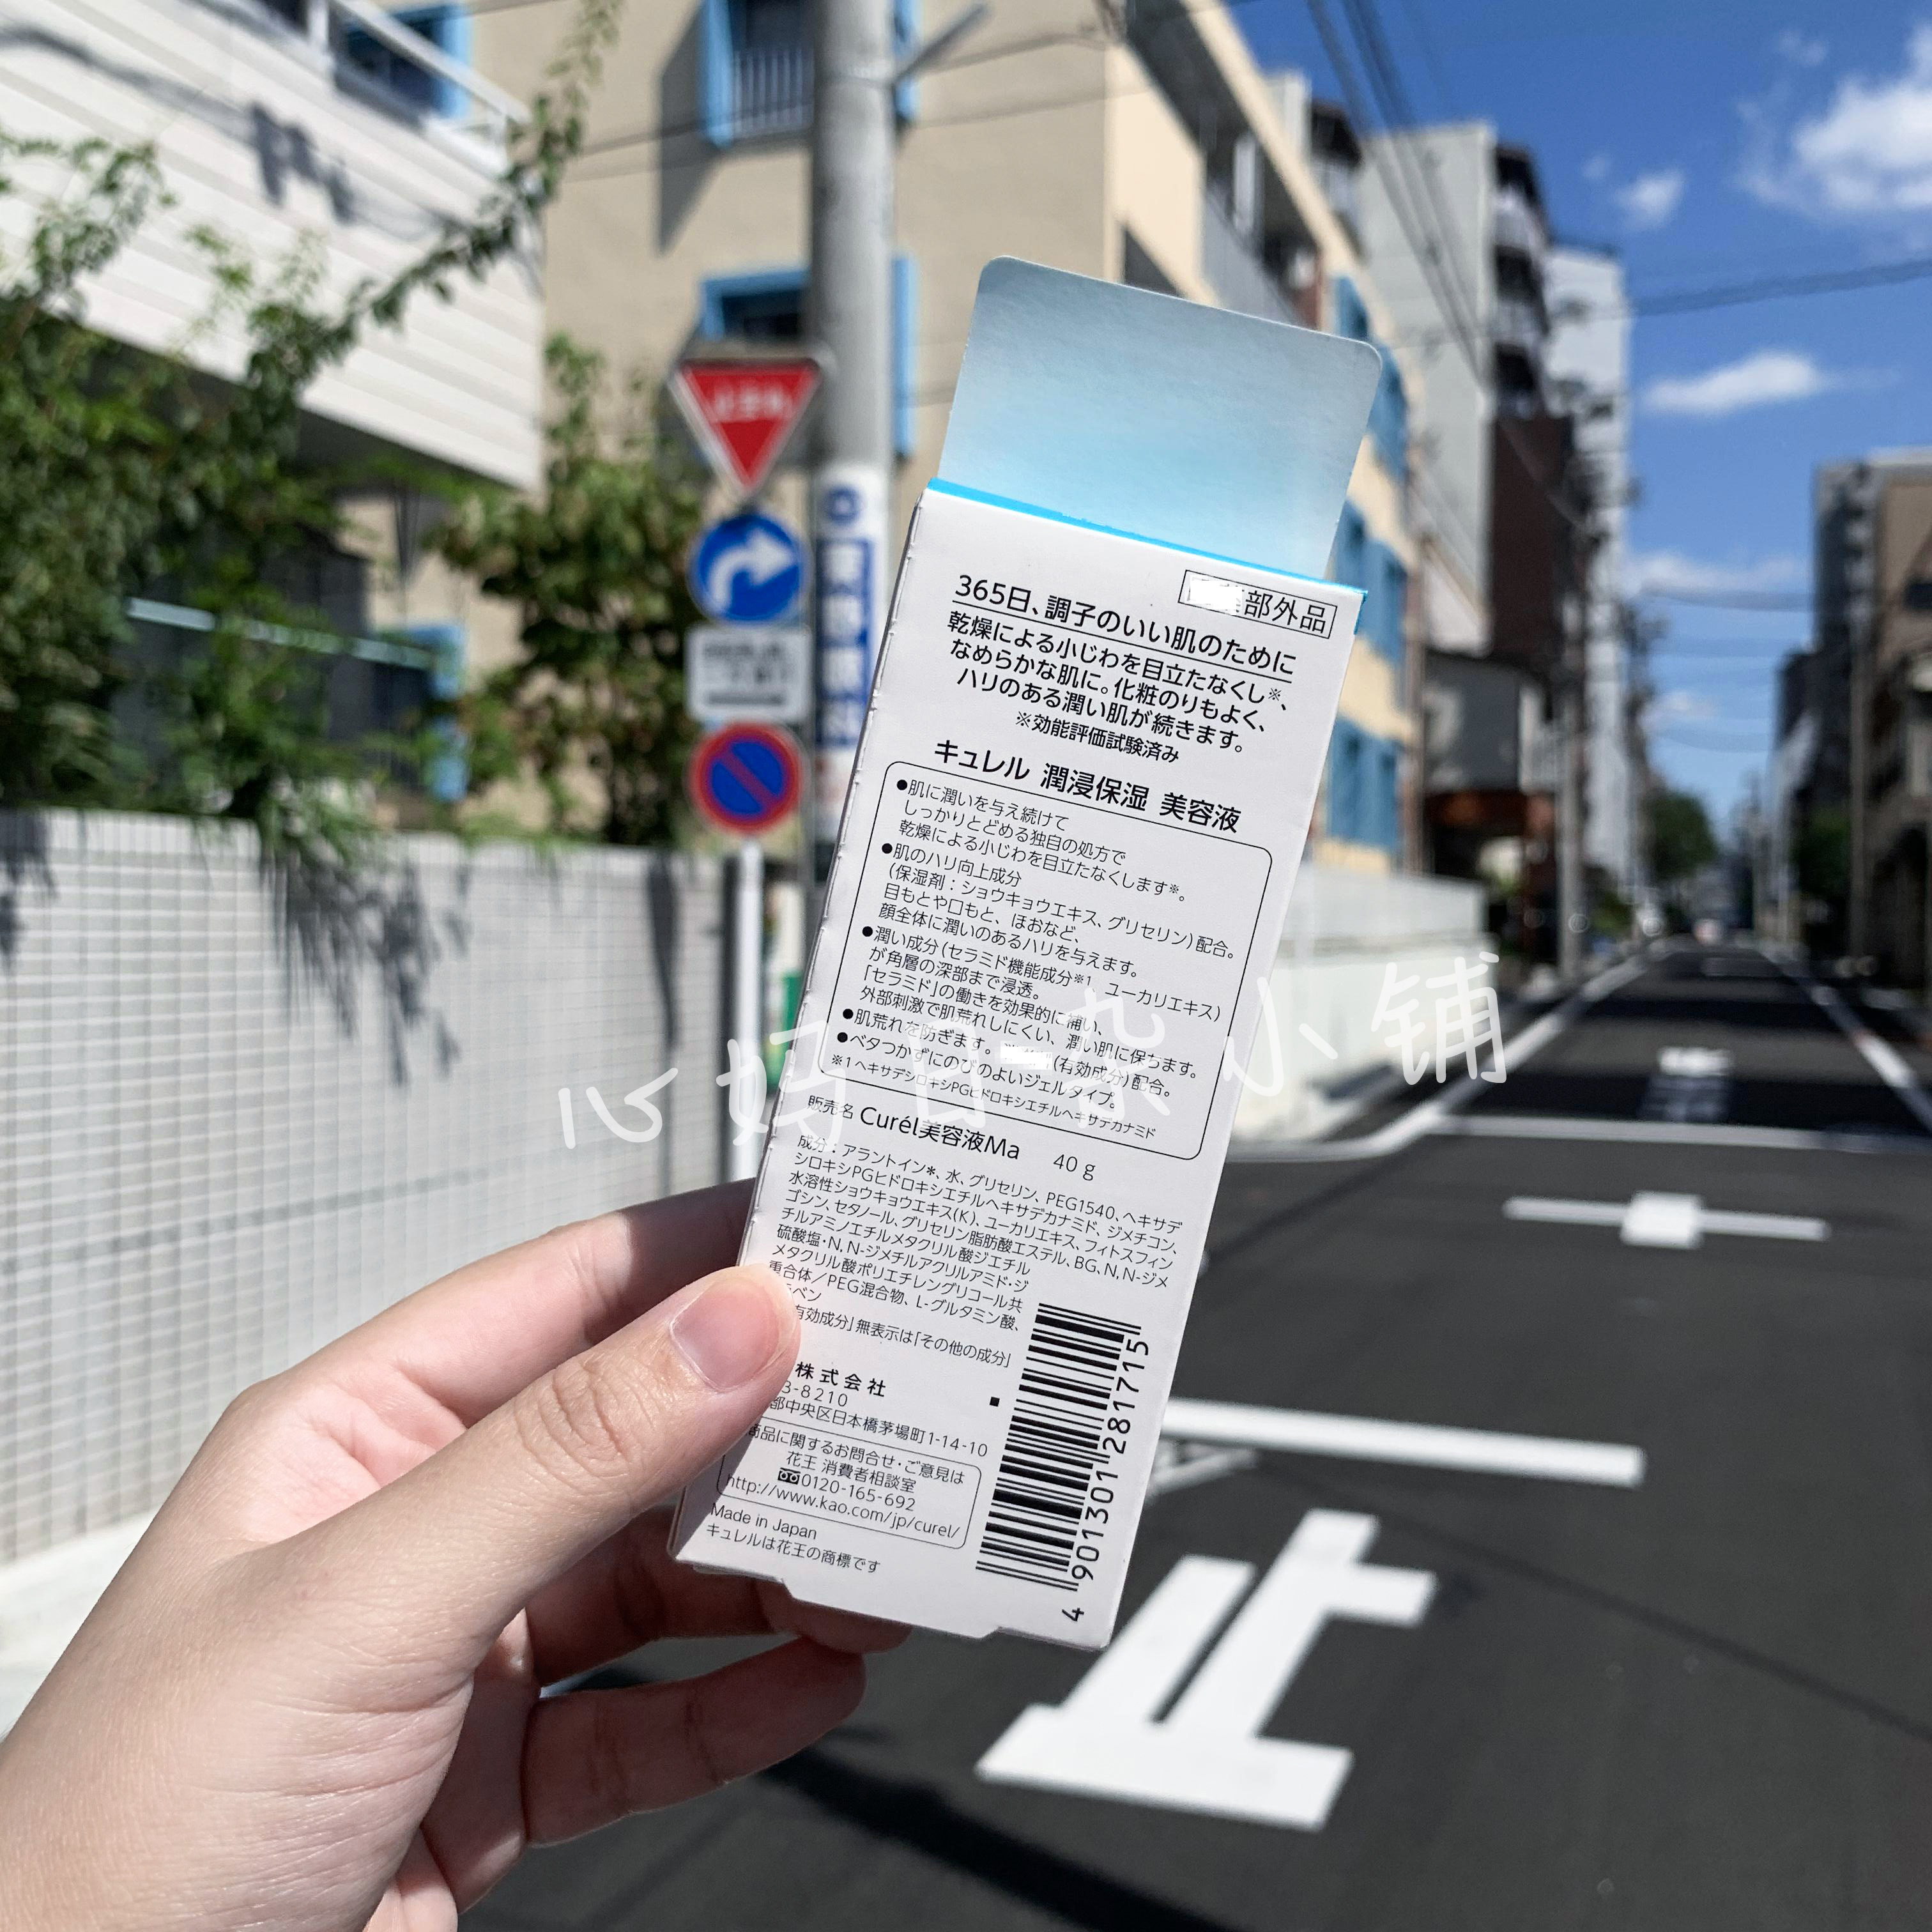 止まれ
部外品
365日、調子のいい肌のために
乾燥による小じわを目立たなくし※、
なめらかな肌に。化粧のりもよく、
ハリのある潤い肌が続きます。
※効能評価試験済み
キュレル 潤浸保湿 美容液
●肌に潤いを与え続けて
しっかりとどめる独自の処方で
乾燥による小じわを目立たなくします※。
●肌のハリ向上成分
(保湿剤：ショウキョウエキス、グリセリン)配合。
目もとや口もと、ほおなど、
顔全体に潤いのあるハリを与えます。
●潤い成分(セラミド機能成分※1、ユーカリエキス)
が角層の深部まで浸透。
「セラミド」の働きを効果的に補い、
外部刺激で肌荒れしにくい、潤い肌に保ちます。
●肌荒れを防ぎます。 (有効成分)配合。
●ベタつかずにのびのよいジェルタイプ。
※1 ヘキサデシロキシPGヒドロキシエチルヘキサデカナミド
心好日杂小铺
販売名 Curél美容液Ma 40 g
成分：アラントイン*、水、グリセリン、PEG1540、ヘキサデ
シロキシPGヒドロキシエチルヘキサデカナミド、ジメチコン、
水溶性ショウキョウエキス(K)、ユーカリエキス、フィトスフィン
ゴシン、セタノール、グリセリン脂肪酸エステル、BG、N,N-ジメ
チルアミノエチルメタクリル酸ジエチル
硫酸塩・N,N-ジメチルアクリルアミド・ジ
メタクリル酸ポリエチレングリコール共
重合体／PEG混合物、L-グルタミン酸、
ベン
有効成分」無表示は「その他の成分」
株式会社
3-8210
都中央区日本橋茅場町1-14-10
商品に関するお問合せ・ご意見は
花王 消費者相談室
0120-165-692
http://www.kao.com/jp/curel/
Made in Japan
キュレルは花王の商標です
4 901301 281715
止